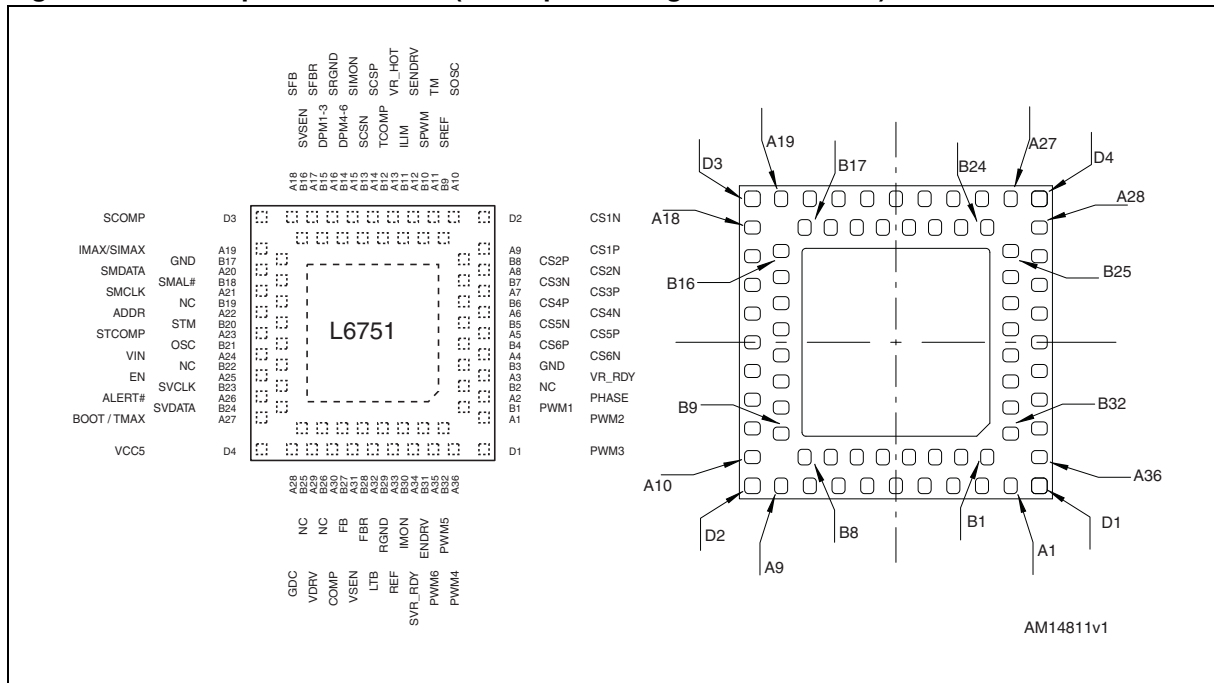 SFB SFBR SRGND SIMON SCSP VR_HOT SENDRV TM SOSC
SVSEN DPM1-3 DPM4-6 SCSN TCOMP ILIM SPWM SREF
A18 B16 A17 B15 A16 B14 A15 B13 A14 B12 A13 B11 A12 B10 A11 B9 A10
SCOMP D3
IMAX/SIMAX A19
GND B17
SMDATA A20
SMAL# B18
SMCLK A21
NC B19
ADDR A22
STM B20
STCOMP A23
OSC B21
VIN A24
NC B22
EN A25
SVCLK B23
ALERT# A26
SVDATA B24
BOOT / TMAX A27
VCC5 D4
L6751
D2 CS1N
A9 CS1P
B8 CS2P
A8 CS2N
B7 CS3N
A7 CS3P
B6 CS4P
A6 CS4N
B5 CS5N
A5 CS5P
B4 CS6P
A4 CS6N
B3 GND
A3 VR_RDY
B2 NC
A2 PHASE
B1 PWM1
A1 PWM2
D1 PWM3
A28 B25 A29 B26 A30 B27 A31 B28 A32 B29 A33 B30 A34 B31 A35 B32 A36
NC NC FB FBR RGND IMON ENDRV PWM5
GDC VDRV COMP VSEN LTB REF SVR_RDY PWM6 PWM4
D3
A19
B17
B24
A27
D4
A18
A28
B16
B25
B9
B32
A10
A36
D2
A9
B8
B1
A1
D1
AM14811v1